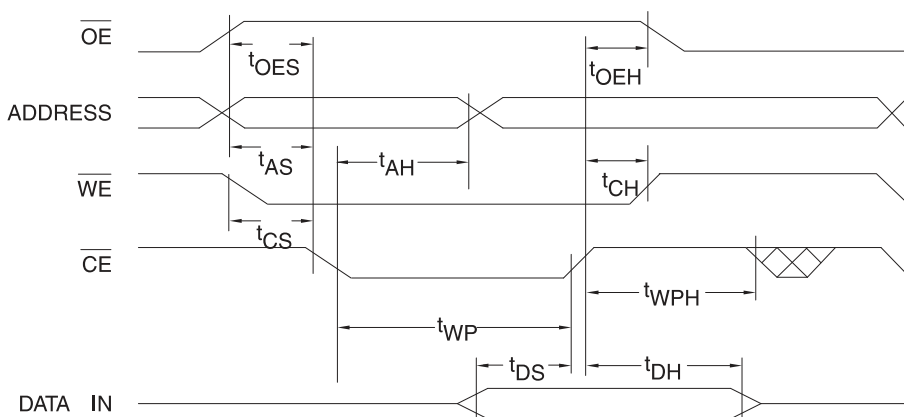 OE
tOES
tOEH
ADDRESS
tAS
tAH
tCH
WE
tCS
CE
tWPH
tWP
tDS
tDH
DATA IN